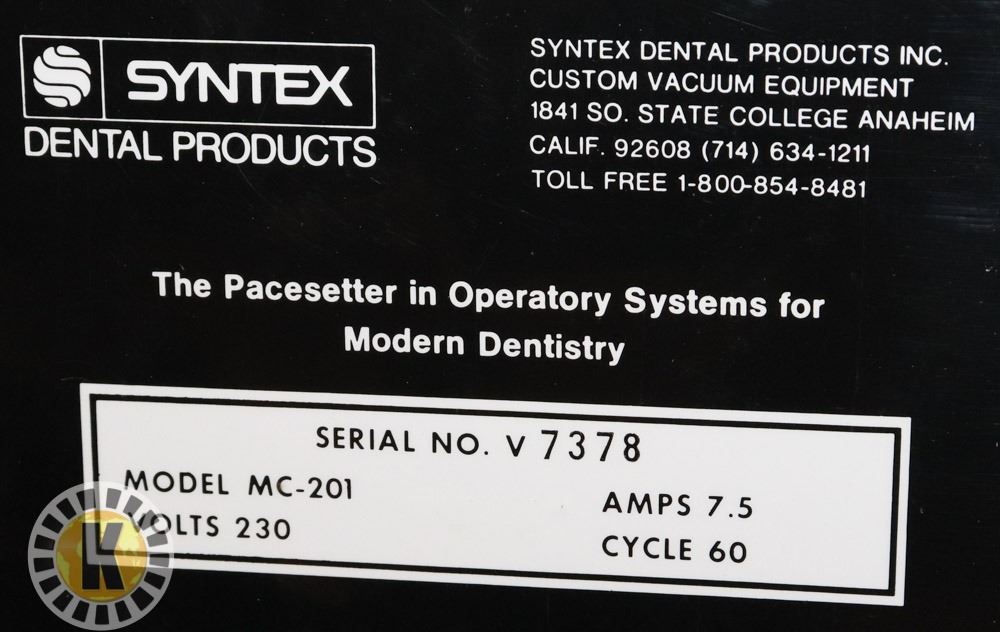 SYNTEX
DENTAL PRODUCTS
SYNTEX DENTAL PRODUCTS INC.
CUSTOM VACUUM EQUIPMENT
1841 SO. STATE COLLEGE ANAHEIM
CALIF. 92608 (714) 634-1211
TOLL FREE 1-800-854-8481
The Pacesetter in Operatory Systems for
Modern Dentistry
SERIAL NO. V 7378
MODEL MC-201
VOLTS 230
AMPS 7.5
CYCLE 60
K